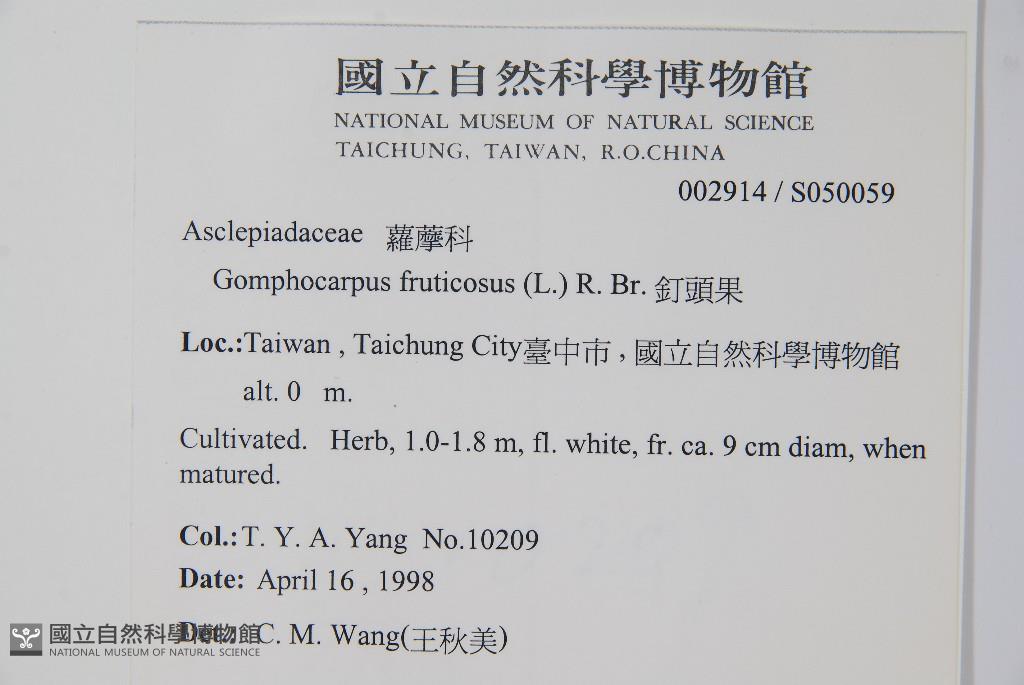 國立自然科學博物館
NATIONAL MUSEUM OF NATURAL SCIENCE
TAICHUNG, TAIWAN, R.O.CHINA
002914 / S050059
Asclepiadaceae 蘿藦科
Gomphocarpus fruticosus (L.) R. Br. 釘頭果
Loc.:Taiwan , Taichung City臺中市 , 國立自然科學博物館
alt. 0 m.
Cultivated. Herb, 1.0-1.8 m, fl. white, fr. ca. 9 cm diam, when
matured.
Col.:T. Y. A. Yang No.10209
Date: April 16 , 1998
Det.: C. M. Wang(王秋美)
國立自然科學博物館
NATIONAL MUSEUM OF NATURAL SCIENCE